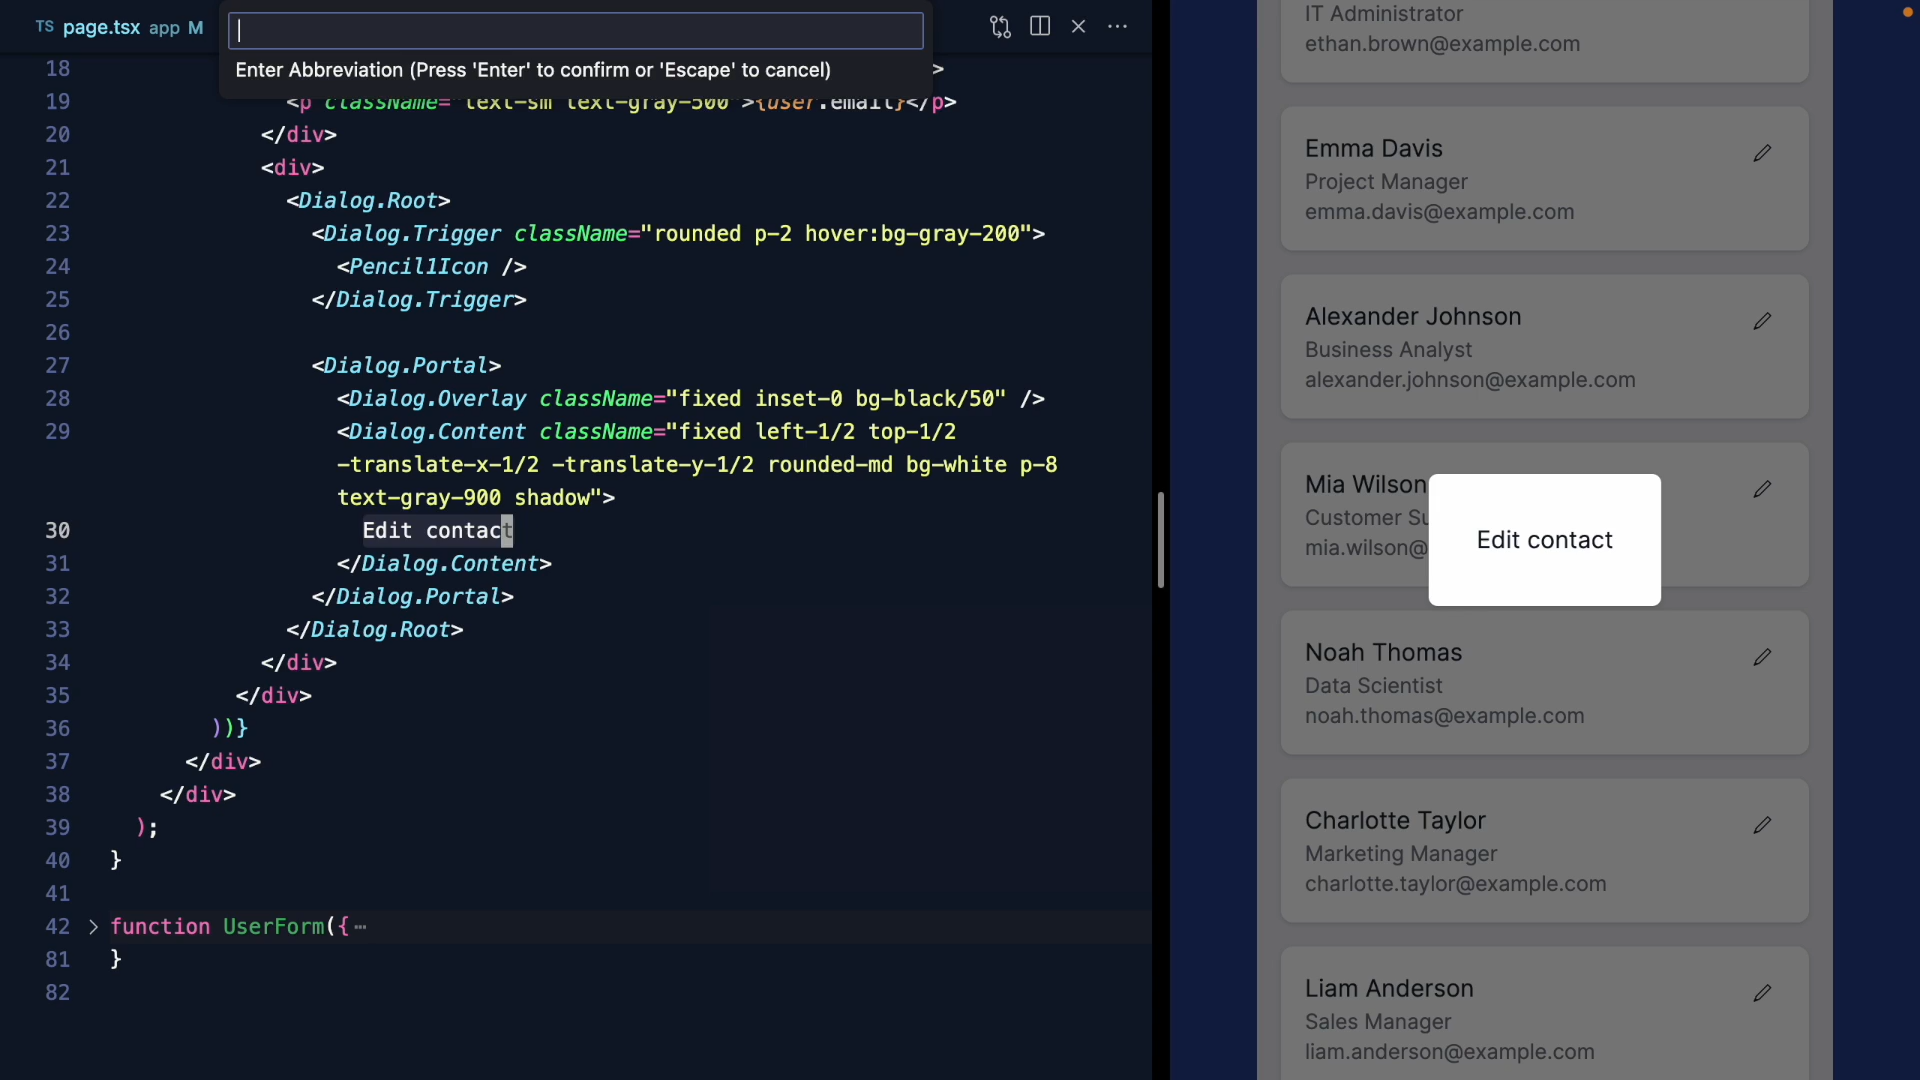 TS page.tsx app M
Enter Abbreviation (Press 'Enter' to confirm or 'Escape' to cancel)
18 >
19 <p className="text-sm text-gray-500">{user.email}</p>
20 </div>
21 <div>
22 <Dialog.Root>
23 <Dialog.Trigger className="rounded p-2 hover:bg-gray-200">
24 <Pencil1Icon />
25 </Dialog.Trigger>
26
27 <Dialog.Portal>
28 <Dialog.Overlay className="fixed inset-0 bg-black/50" />
29 <Dialog.Content className="fixed left-1/2 top-1/2
-translate-x-1/2 -translate-y-1/2 rounded-md bg-white p-8
text-gray-900 shadow">
30 Edit contact
31 </Dialog.Content>
32 </Dialog.Portal>
33 </Dialog.Root>
34 </div>
35 </div>
36 ))}
37 </div>
38 </div>
39 );
40 }
41
42 function UserForm({ ⋯
81 }
82
IT Administrator
ethan.brown@example.com
Emma Davis
Project Manager
emma.davis@example.com
Alexander Johnson
Business Analyst
alexander.johnson@example.com
Mia Wilson
Customer Su
mia.wilson@
Edit contact
Noah Thomas
Data Scientist
noah.thomas@example.com
Charlotte Taylor
Marketing Manager
charlotte.taylor@example.com
Liam Anderson
Sales Manager
liam.anderson@example.com